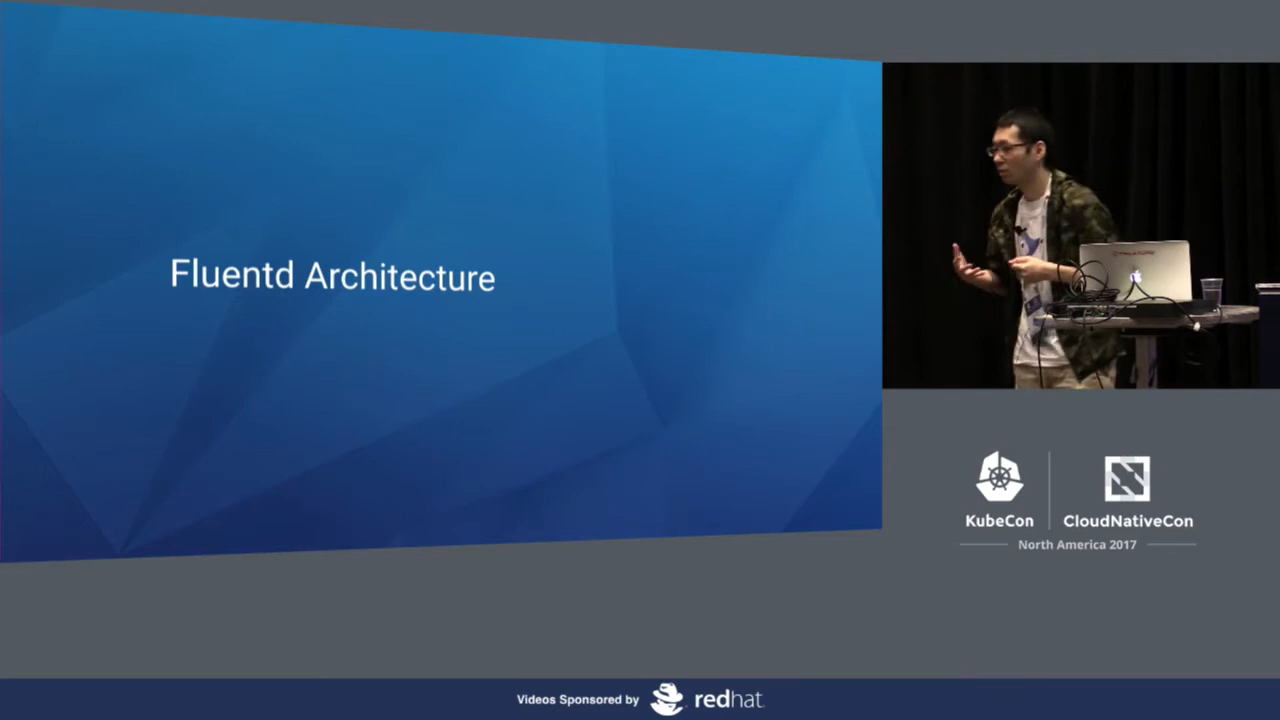 Fluentd Architecture
KubeCon
CloudNativeCon
North America 2017
Videos Sponsored by
redhat.